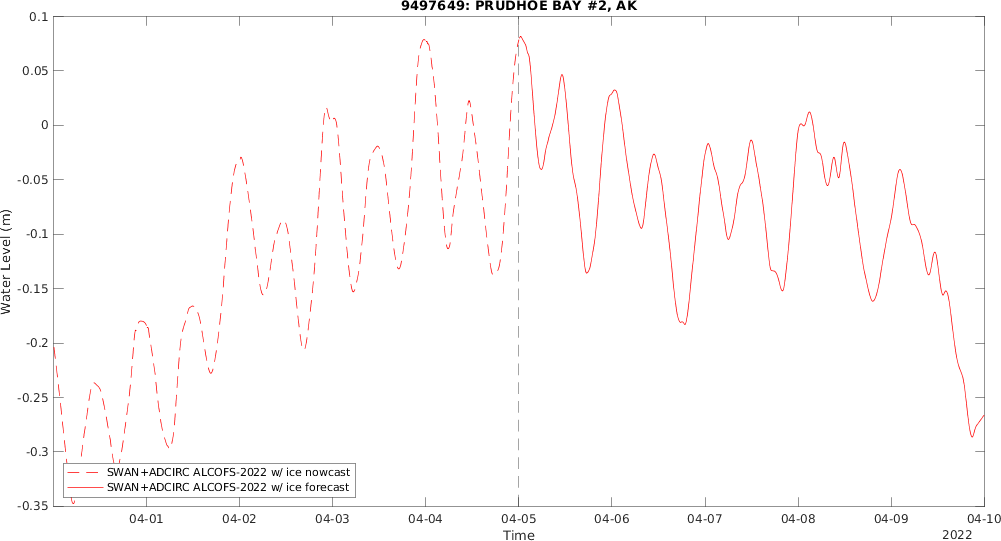 9497649: PRUDHOE BAY #2, AK
0.1
0.05
0
-0.05
-0.1
-0.15
-0.2
-0.25
-0.3
-0.35
Water Level (m)
SWAN+ADCIRC ALCOFS-2022 w/ ice nowcast
SWAN+ADCIRC ALCOFS-2022 w/ ice forecast
04-01 04-02 04-03 04-04 04-05 04-06 04-07 04-08 04-09 04-10
Time
2022